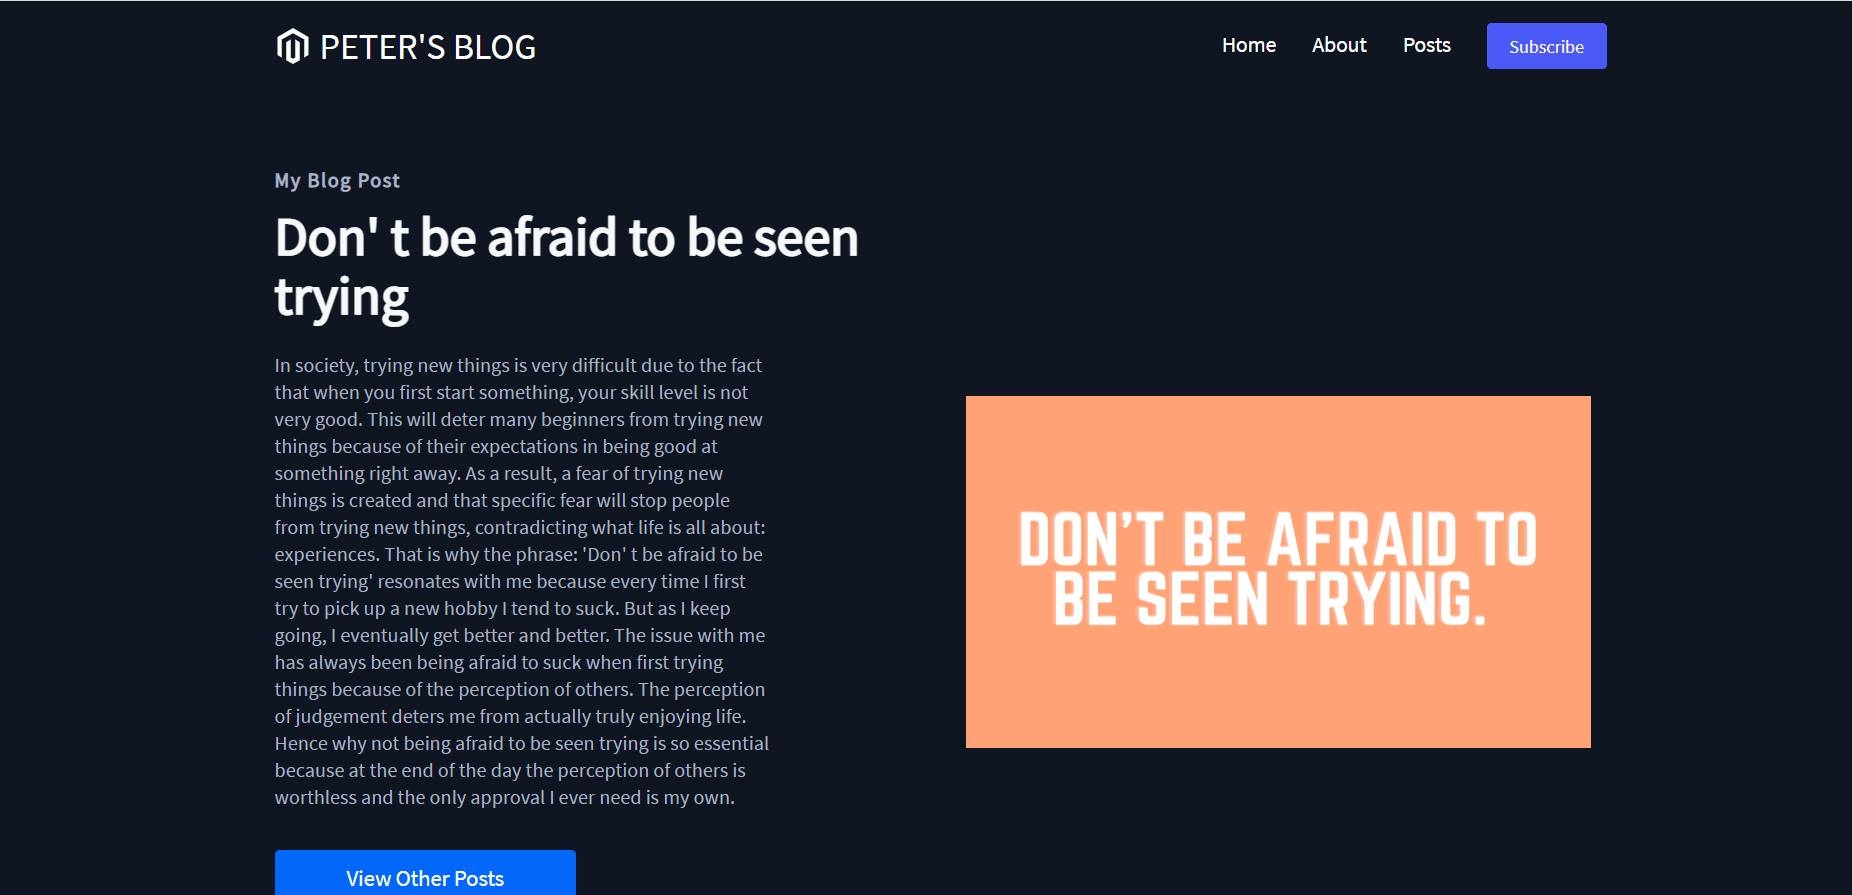 PETER'S BLOG
Home About Posts Subscribe
My Blog Post
Don' t be afraid to be seen
trying
In society, trying new things is very difficult due to the fact
that when you first start something, your skill level is not
very good. This will deter many beginners from trying new
things because of their expectations in being good at
something right away. As a result, a fear of trying new
things is created and that specific fear will stop people
from trying new things, contradicting what life is all about:
experiences. That is why the phrase: 'Don' t be afraid to be
seen trying' resonates with me because every time I first
try to pick up a new hobby I tend to suck. But as I keep
going, I eventually get better and better. The issue with me
has always been being afraid to suck when first trying
things because of the perception of others. The perception
of judgement deters me from actually truly enjoying life.
Hence why not being afraid to be seen trying is so essential
because at the end of the day the perception of others is
worthless and the only approval I ever need is my own.
View Other Posts
DON'T BE AFRAID TO
BE SEEN TRYING.